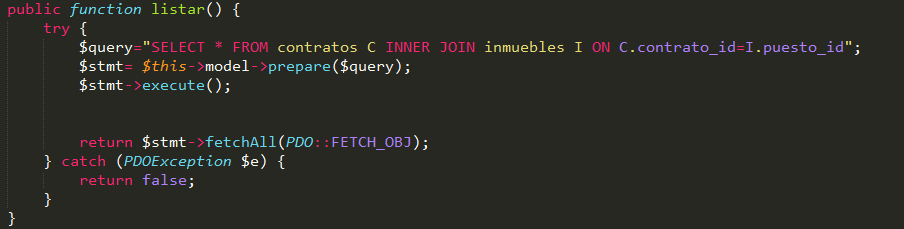 public function listar() {
try {
$query="SELECT * FROM contratos C INNER JOIN inmuebles I ON C.contrato_id=I.puesto_id";
$stmt= $this->model->prepare($query);
$stmt->execute();
return $stmt->fetchAll(PDO::FETCH_OBJ);
} catch (PDOException $e) {
return false;
}
}